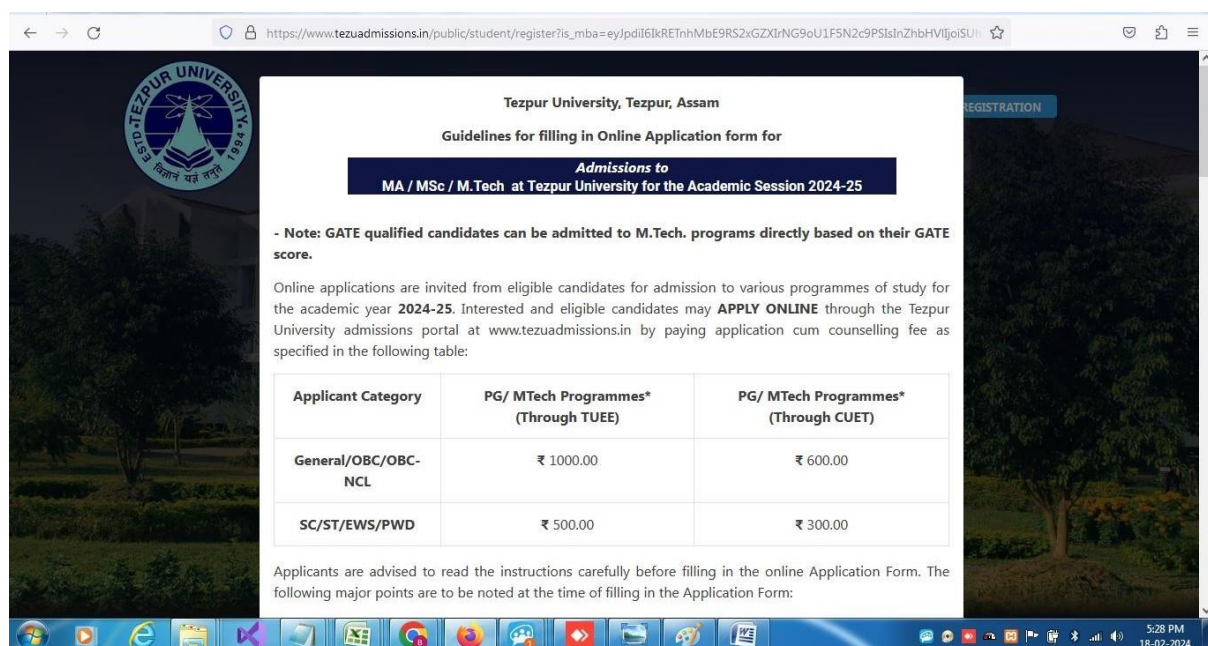 https://www.tezuadmissions.in/public/student/register?is_mba=
TEZPUR UNIVERSITY
ESTD. 1994
विज्ञानं यज्ञं तनुते
REGISTRATION
Tezpur University, Tezpur, Assam
Guidelines for filling in Online Application form for
Admissions to
MA / MSc / M.Tech at Tezpur University for the Academic Session 2024-25
- Note: GATE qualified candidates can be admitted to M.Tech. programs directly based on their GATE
score.
Online applications are invited from eligible candidates for admission to various programmes of study for
the academic year 2024-25. Interested and eligible candidates may APPLY ONLINE through the Tezpur
University admissions portal at www.tezuadmissions.in by paying application cum counselling fee as
specified in the following table:
Applicant Category PG/ MTech Programmes* PG/ MTech Programmes*
(Through TUEE) (Through CUET)
General/OBC/OBC- ₹ 1000.00 ₹ 600.00
NCL
SC/ST/EWS/PWD ₹ 500.00 ₹ 300.00
Applicants are advised to read the instructions carefully before filling in the online Application Form. The
following major points are to be noted at the time of filling in the Application Form:
5:28 PM
18-02-2024